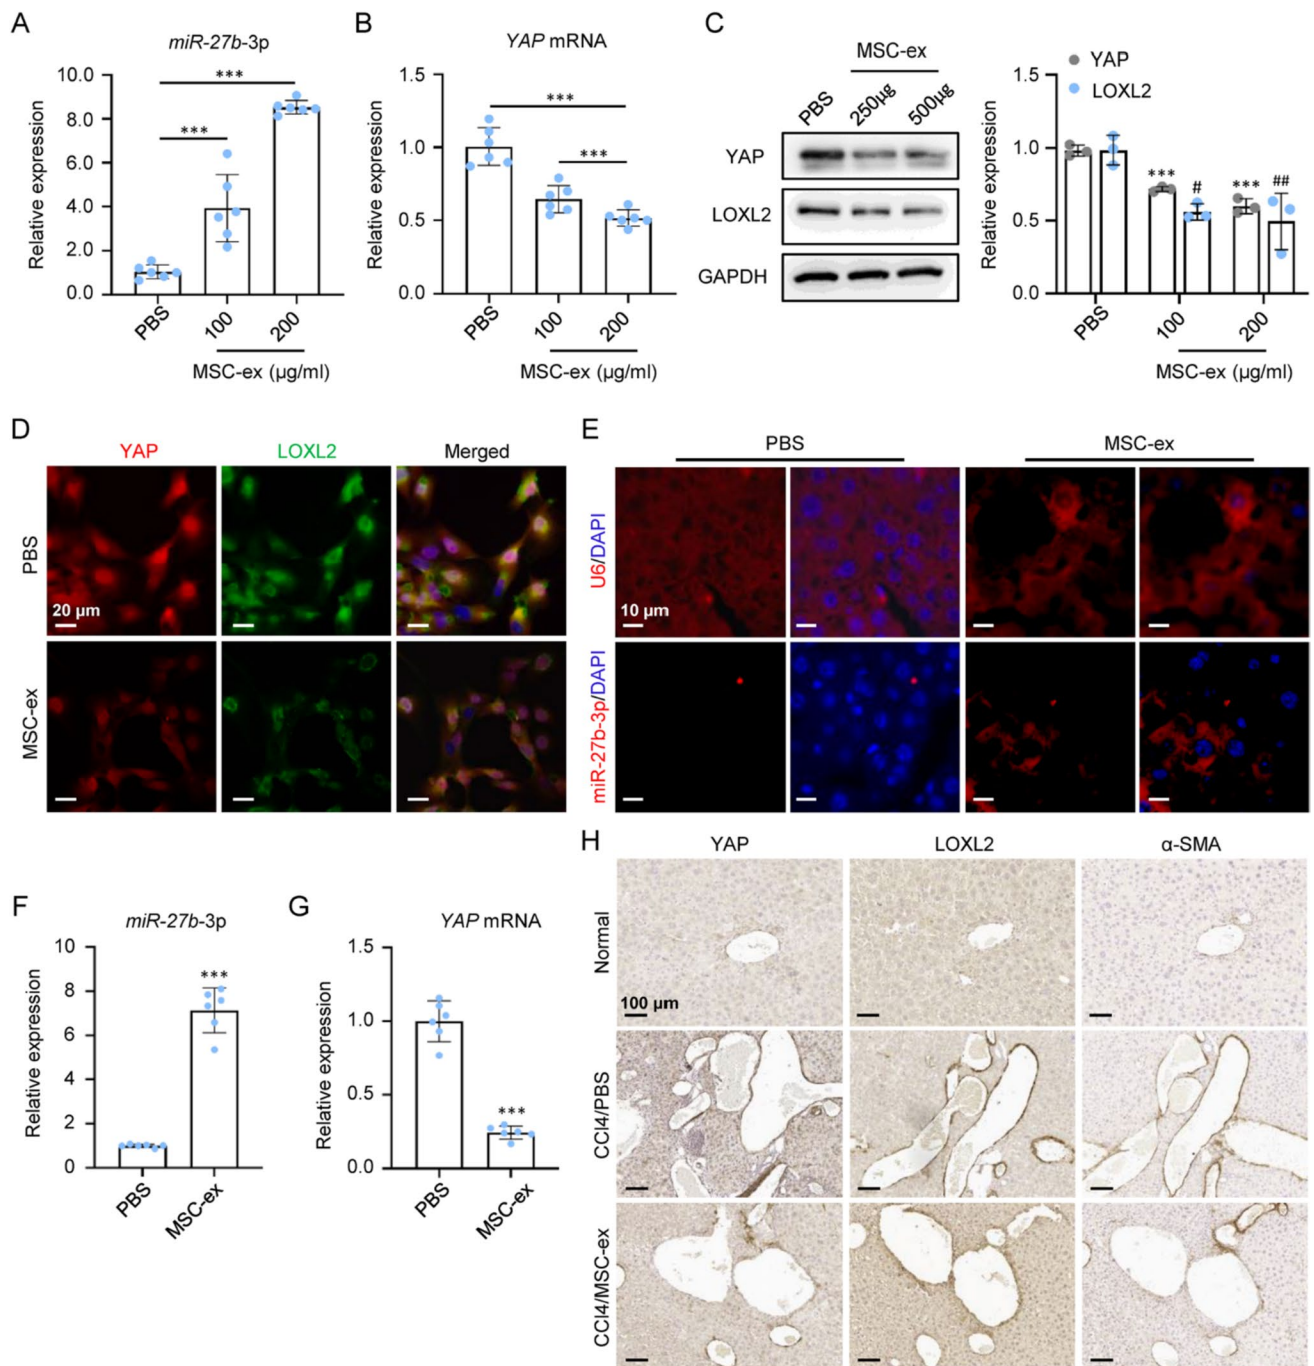 A
miR-27b-3p
Relative expression
10.0
8.0
6.0
4.0
2.0
0.0
***
***
PBS
100
200
MSC-ex (µg/ml)
B
YAP mRNA
Relative expression
1.5
1.0
0.5
0.0
***
***
PBS
100
200
MSC-ex (µg/ml)
C
MSC-ex
PBS
250µg
500µg
YAP
LOXL2
GAPDH
Relative expression
1.5
1.0
0.5
0.0
YAP
LOXL2
***
#
***
##
PBS
100
200
MSC-ex (µg/ml)
D
YAP
LOXL2
Merged
PBS
20 µm
MSC-ex
E
PBS
MSC-ex
U6/DAPI
10 µm
miR-27b-3p/DAPI
F
miR-27b-3p
Relative expression
10
8
6
4
2
0
***
PBS
MSC-ex
G
YAP mRNA
Relative expression
1.5
1.0
0.5
0.0
***
PBS
MSC-ex
H
YAP
LOXL2
α-SMA
Normal
100 µm
CCl4/PBS
CCl4/MSC-ex